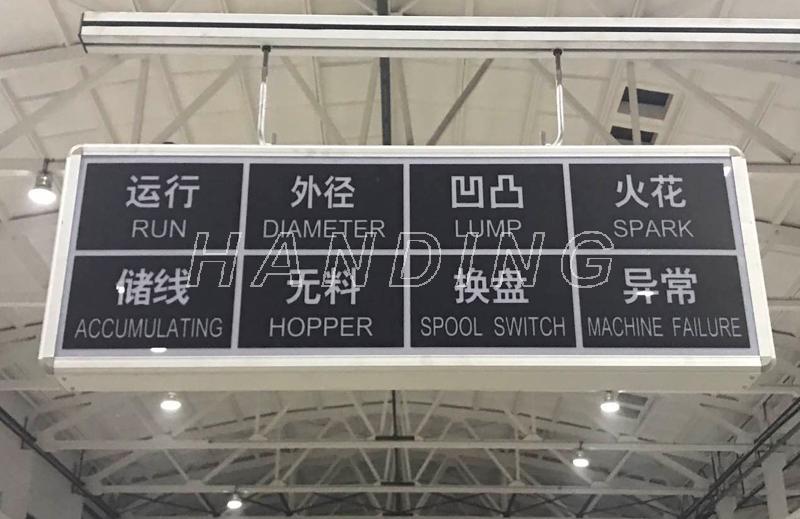 运行
RUN
外径
DIAMETER
凹凸
LUMP
火花
SPARK
HANDING
储线
ACCUMULATING
无料
HOPPER
换盘
SPOOL SWITCH
异常
MACHINE FAILURE